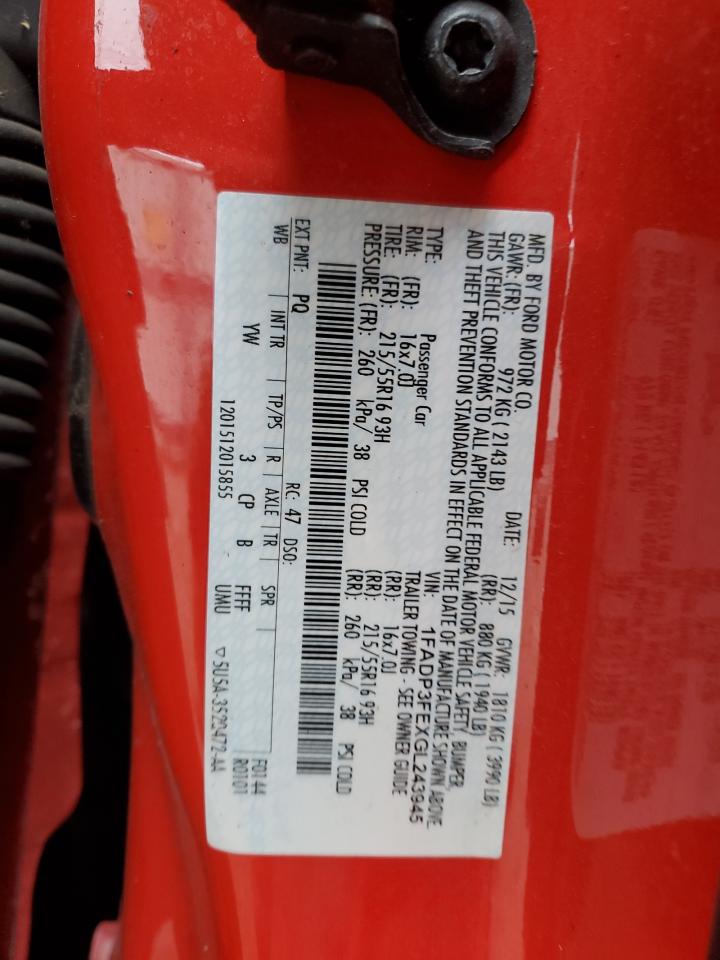 MFD. BY FORD MOTOR CO. DATE: 12/15 GVWR: 1810 KG ( 3990 LB)
GAWR: (FR): 972 KG ( 2143 LB) (RR): 880 KG ( 1940 LB)
THIS VEHICLE CONFORMS TO ALL APPLICABLE FEDERAL MOTOR VEHICLE SAFETY, BUMPER
AND THEFT PREVENTION STANDARDS IN EFFECT ON THE DATE OF MANUFACTURE SHOWN ABOVE
VIN: 1FADP3FEXGL243945
TYPE: Passenger Car TRAILER TOWING - SEE OWNER GUIDE
RIM: (FR): 16x7.0J (RR): 16x7.0J
TIRE: (FR): 215/55R16 93H (RR): 215/55R16 93H
PRESSURE: (FR): 260 kPa/ 38 PSI COLD (RR): 260 kPa/ 38 PSI COLD
EXT PNT: PQ RC: 47 DSO: F0144
WB INT TR TP/PS R AXLE TR SPR R0101
YW 3 CP B FFFF
1201512015855 UMU ▽ 5U5A-3520472-AA